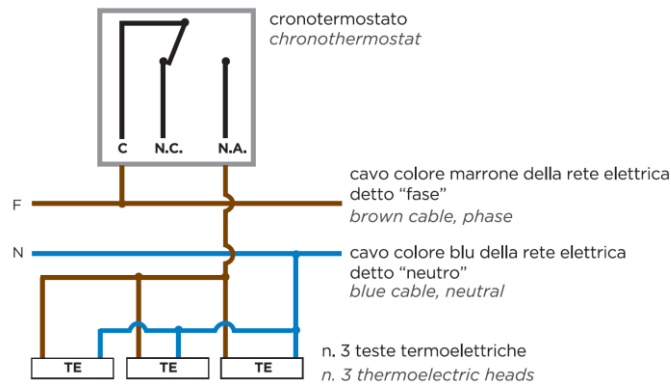 cronotermostato
chronothermostat
C N.C. N.A.
cavo colore marrone della rete elettrica
detto “fase”
F
brown cable, phase
N
cavo colore blu della rete elettrica
detto “neutro”
blue cable, neutral
TE TE TE
n. 3 teste termoelettriche
n. 3 thermoelectric heads